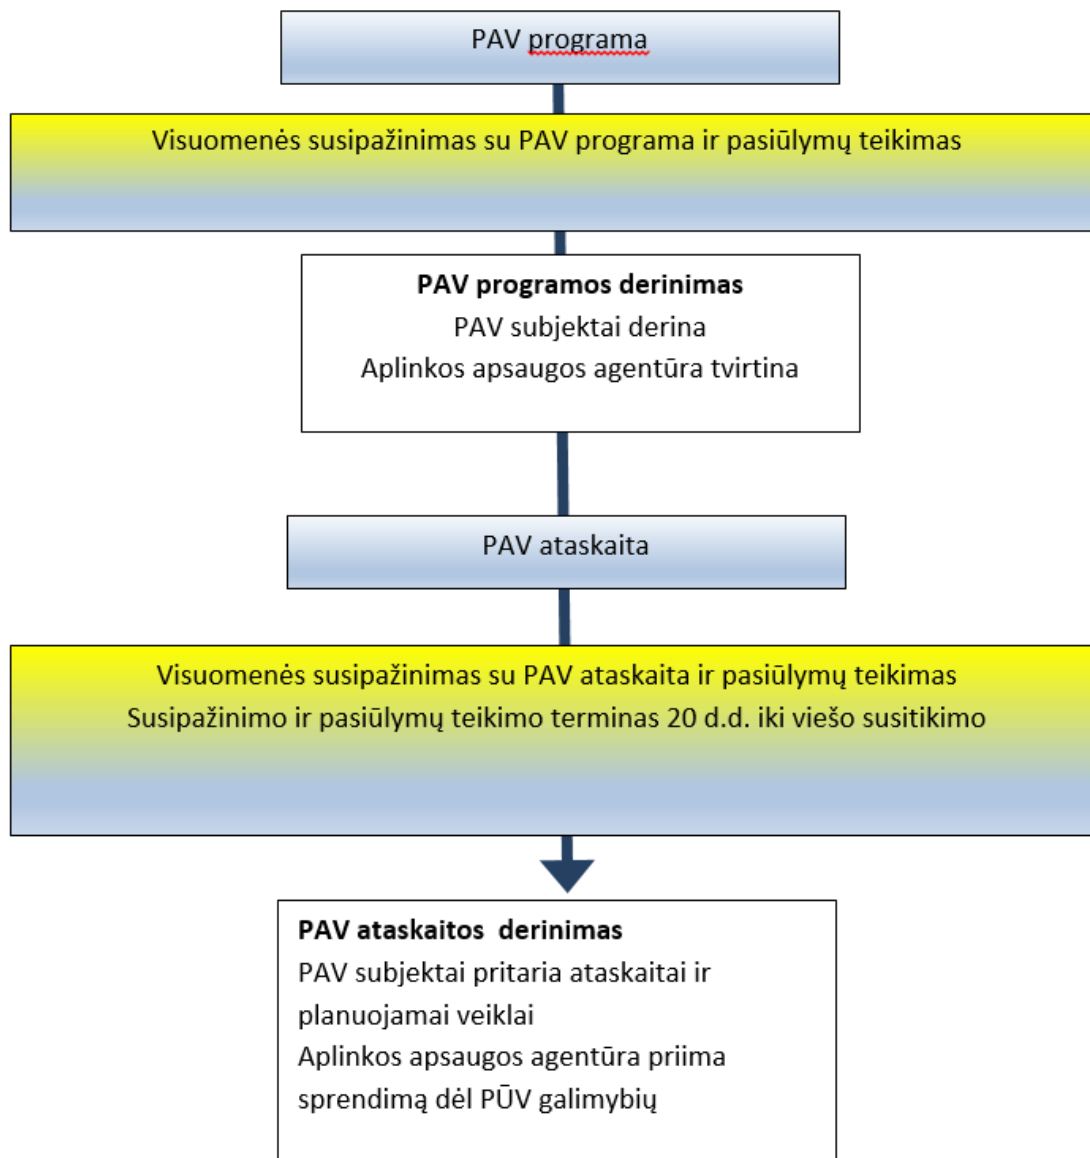 PAV programa
Visuomenės susipažinimas su PAV programa ir pasiūlymų teikimas
PAV programos derinimas
PAV subjektai derina
Aplinkos apsaugos agentūra tvirtina
PAV ataskaita
Visuomenės susipažinimas su PAV ataskaita ir pasiūlymų teikimas
Susipažinimo ir pasiūlymų teikimo terminas 20 d.d. iki viešo susitikimo
PAV ataskaitos derinimas
PAV subjektai pritaria ataskaitai ir
planuojamai veiklai
Aplinkos apsaugos agentūra priima
sprendimą dėl PŪV galimybių